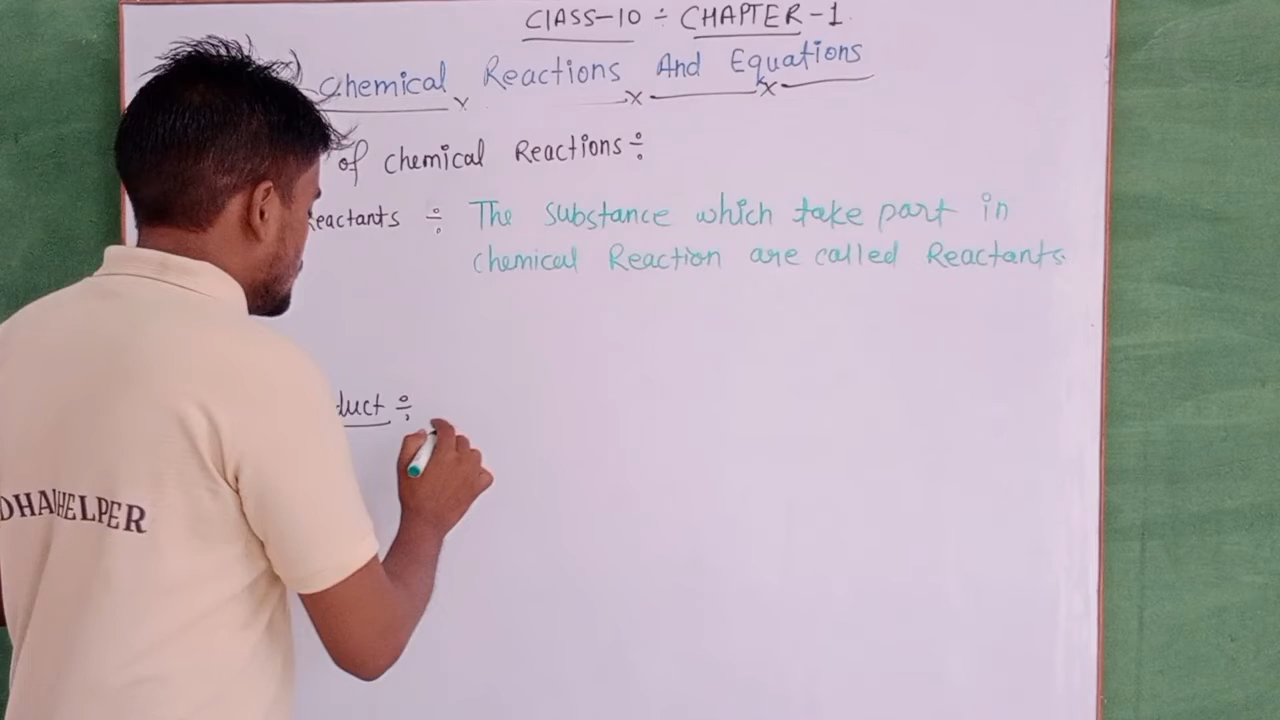 CLASS-10 ÷ CHAPTER-1
Chemical Reactions And Equations
of chemical Reactions ÷
Reactants ÷ The substance which take part in
chemical Reaction are called Reactants.
duct ÷
DHA HELPER